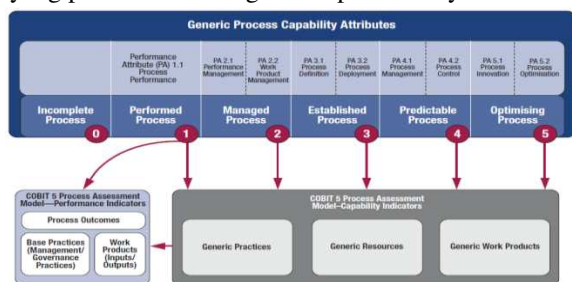 Generic Process Capability Attributes
Performance
Attribute (PA) 1.1
Process
Performance
PA 2.1
Performance
Management
PA 2.2
Work
Product
Management
PA 3.1
Process
Definition
PA 3.2
Process
Deployment
PA 4.1
Process
Management
PA 4.2
Process
Control
PA 5.1
Process
Innovation
PA 5.2
Process
Optimisation
Incomplete
Process
0
Performed
Process
1
Managed
Process
2
Established
Process
3
Predictable
Process
4
Optimising
Process
5
COBIT 5 Process Assessment
Model—Performance Indicators
Process Outcomes
Base Practices
(Management/
Governance
Practices)
Work
Products
(Inputs/
Outputs)
COBIT 5 Process Assessment
Model–Capability Indicators
Generic Practices
Generic Resources
Generic Work Products